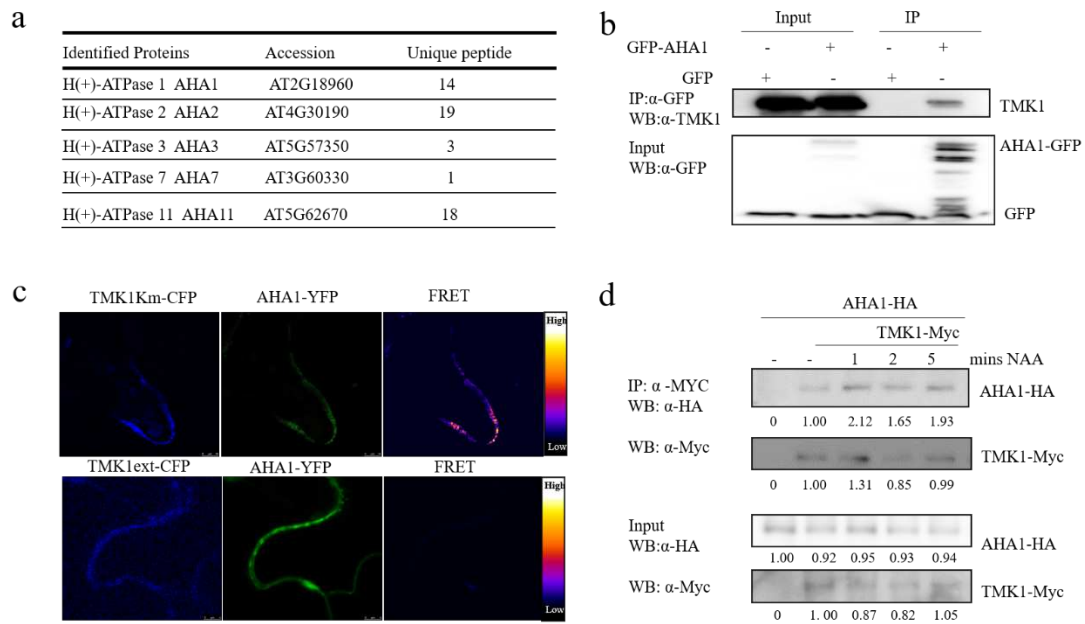 a
Identified Proteins Accession Unique peptide
H(+)-ATPase 1 AHA1 AT2G18960 14
H(+)-ATPase 2 AHA2 AT4G30190 19
H(+)-ATPase 3 AHA3 AT5G57350 3
H(+)-ATPase 7 AHA7 AT3G60330 1
H(+)-ATPase 11 AHA11 AT5G62670 18
b
Input IP
GFP-AHA1 - + - +
GFP + - + -
IP:α-GFP
WB:α-TMK1
TMK1
Input
WB:α-GFP
AHA1-GFP
GFP
c
TMK1Km-CFP AHA1-YFP FRET
High
Low
TMK1ext-CFP AHA1-YFP FRET
High
Low
d
AHA1-HA
TMK1-Myc
- - 1 2 5 mins NAA
IP: α -MYC
WB: α-HA
AHA1-HA
0 1.00 2.12 1.65 1.93
WB: α-Myc
TMK1-Myc
0 1.00 1.31 0.85 0.99
Input
WB:α-HA
AHA1-HA
1.00 0.92 0.95 0.93 0.94
WB: α-Myc
TMK1-Myc
0 1. 00 0.87 0.82 1.05